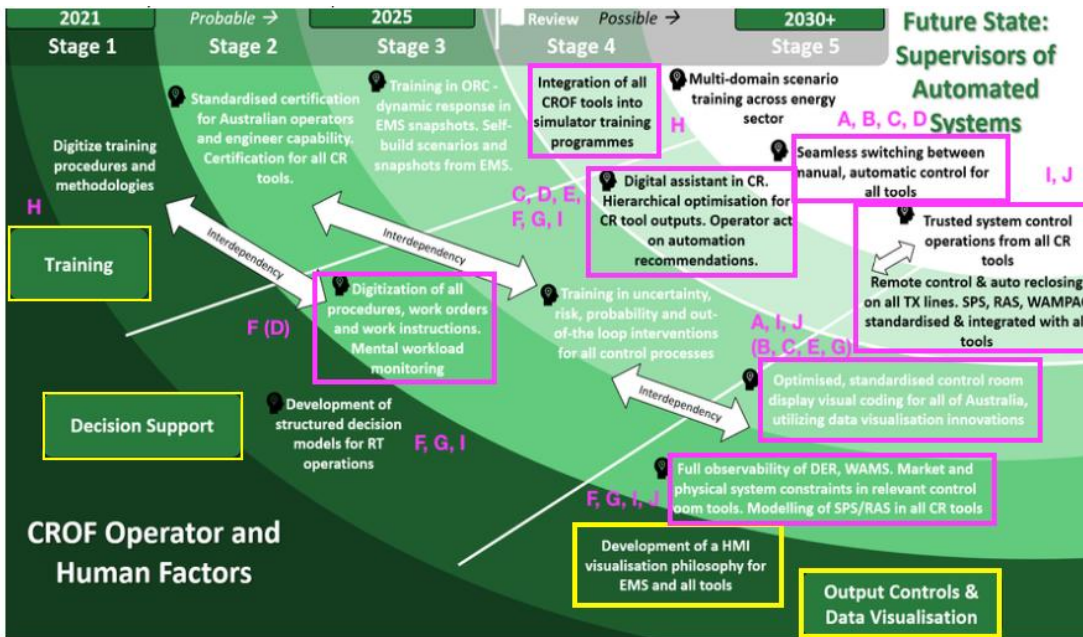 2021
Probable →
2025
Review
Possible →
2030+
Stage 1
Stage 2
Stage 3
Stage 4
Stage 5
Future State:
Supervisors of
Automated
Systems
Digitize training
procedures and
methodologies
Standardised certification
for Australian operators
and engineer capability.
Certification for all CR
tools.
Training in ORC -
dynamic response in
EMS snapshots. Self-
build scenarios and
snapshots from EMS.
Integration of all
CROF tools into
simulator training
programmes
H
Multi-domain scenario
training across energy
sector
A, B, C, D
Seamless switching between
manual, automatic control for
all tools
I, J
H
Training
Interdependency
Interdependency
C, D, E,
F, G, I
Digital assistant in CR.
Hierarchical optimisation for
CR tool outputs. Operator act
on automation
recommendations.
Trusted system control
operations from all CR
tools
Remote control & auto reclosing
on all TX lines. SPS, RAS, WAMPAC
standardised & integrated with all
tools
F (D)
Digitization of all
procedures, work orders
and work instructions.
Mental workload
monitoring
Training in uncertainty,
risk, probability and out-
of-the loop interventions
for all control processes
A, I, J
(B, C, E, G)
Optimised, standardised control room
display visual coding for all of Australia,
utilizing data visualisation innovations
Interdependency
Decision Support
Development of
structured decision
models for RT
operations
F, G, I
F, G, I, J
Full observability of DER, WAMS. Market and
physical system constraints in relevant control
oom tools. Modelling of SPS/RAS in all CR tools
CROF Operator and
Human Factors
Development of a HMI
visualisation philosophy for
EMS and all tools
Output Controls &
Data Visualisation